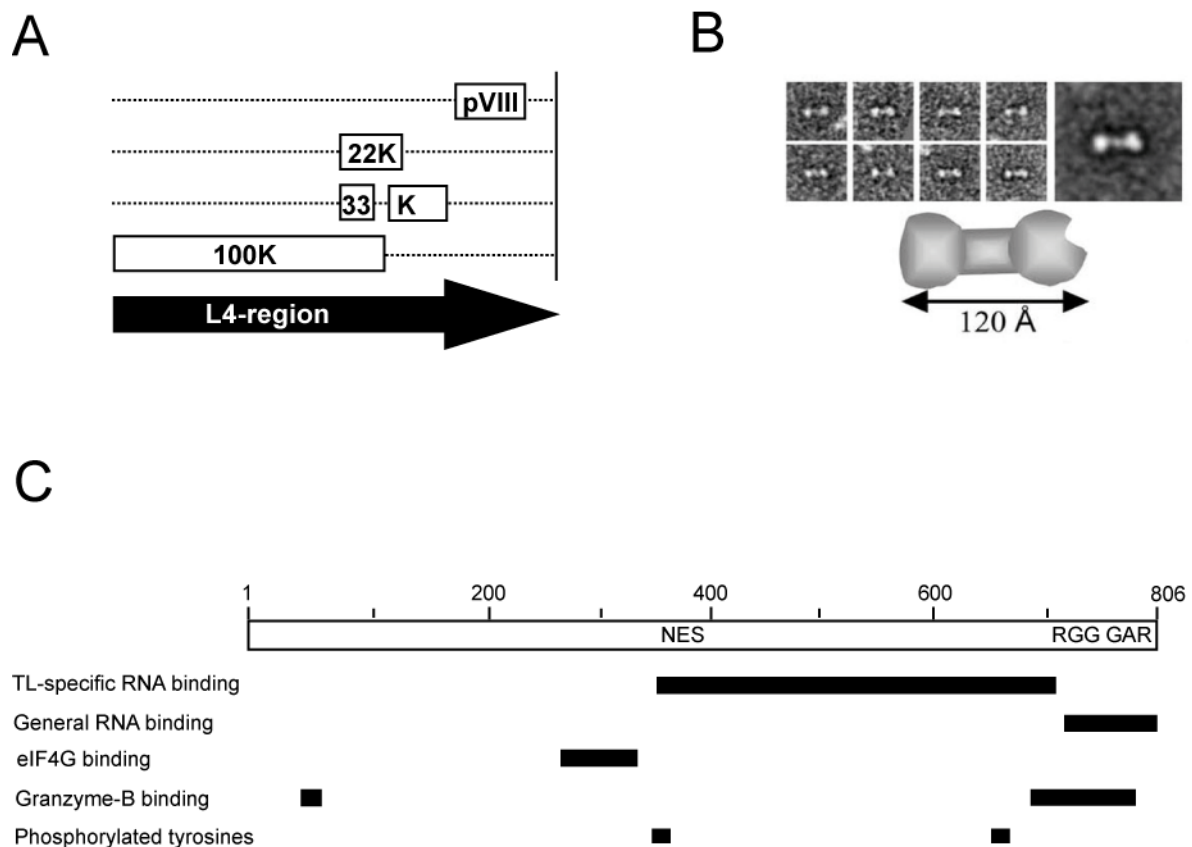 A
pVIII
22K
33 K
100K
L4-region
B
120 Å
C
1 200 400 600 806
NES RGG GAR
TL-specific RNA binding
General RNA binding
eIF4G binding
Granzyme-B binding
Phosphorylated tyrosines